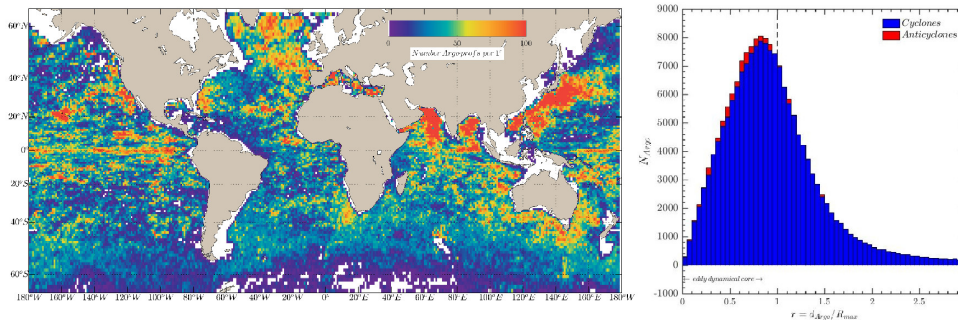 60°N
40°N
20°N
0°
20°S
40°S
60°S
180°W 160°W 140°W 120°W 100°W 80°W 60°W 40°W 20°W 0°E 20°E 40°E 60°E 80°E 100°E 120°E 140°E 160°E 180°W
0 50 100
Number Argo-profs per 1°
Cyclones
Anticyclones
9000
8000
7000
6000
5000
4000
3000
2000
1000
0
-1000
N_Argo
← eddy dynamical core →
0 0.5 1 1.5 2 2.5
r = d_Argo/R_max